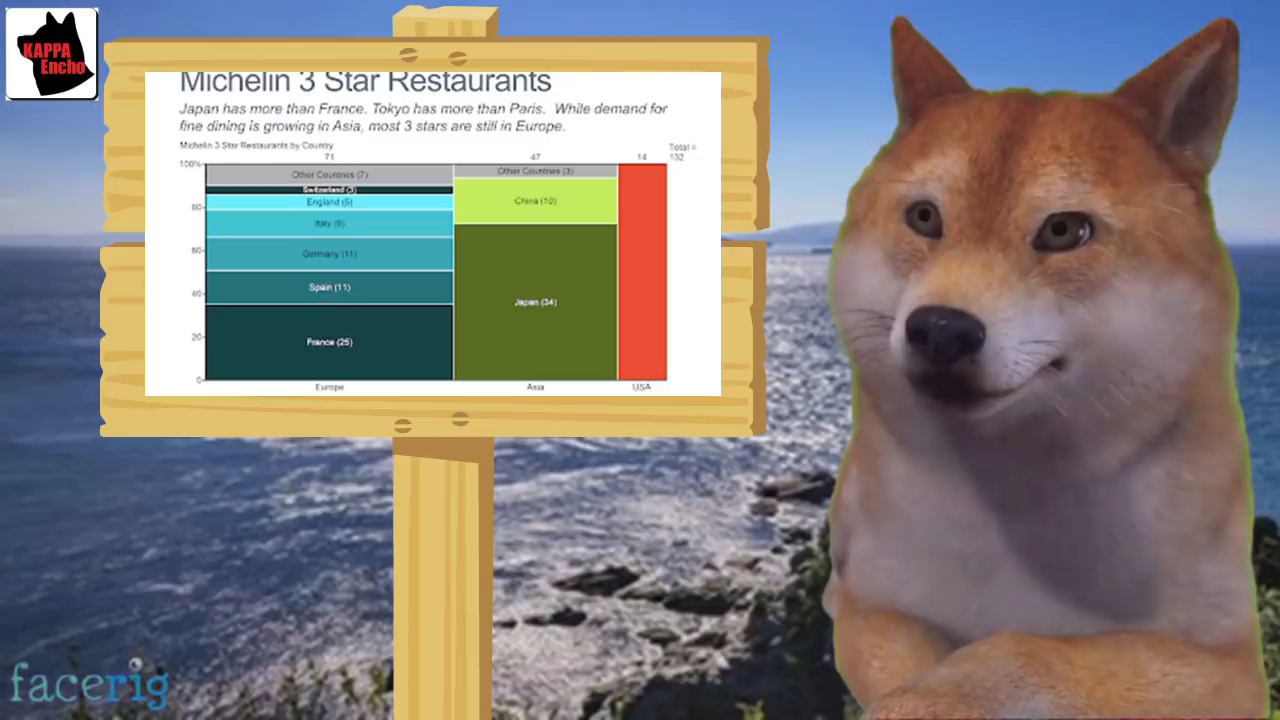 KAPPA
Encho
Michelin 3 Star Restaurants
Japan has more than France. Tokyo has more than Paris. While demand for
fine dining is growing in Asia, most 3 stars are still in Europe.
Michelin 3 Star Restaurants by Country
Total =
71 47 14 132
100%
Other Countries (7) Other Countries (3)
Switzerland (3)
80
England (5) China (10)
Italy (9)
60
Germany (11)
40
Spain (11) Japan (34)
20
France (25)
0
Europe Asia USA
facerig